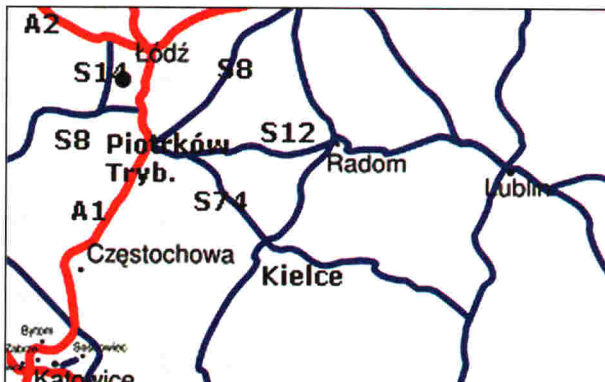 A2
Łódź
S14
S8
S8
Piotrków
Tryb.
S12
Radom
Lublin
A1
S74
Częstochowa
Kielce
Bytom
Sosnowiec
Katowice